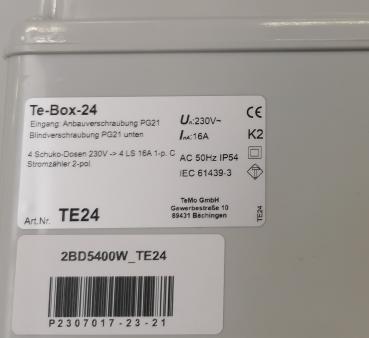 Te-Box-24
Eingang: Anbauverschraubung PG21
Blindverschraubung PG21 unten
4 Schuko-Dosen 230V -> 4 LS 16A 1-p. C
Stromzähler 2-pol.
Art.Nr. TE24
Un:230V~
InA:16A
AC 50Hz IP54
IEC 61439-3
CE
K2
TeMo GmbH
Gewerbestraße 10
89431 Bächingen
TE24
2BD5400W_TE24
P2307017-23-21